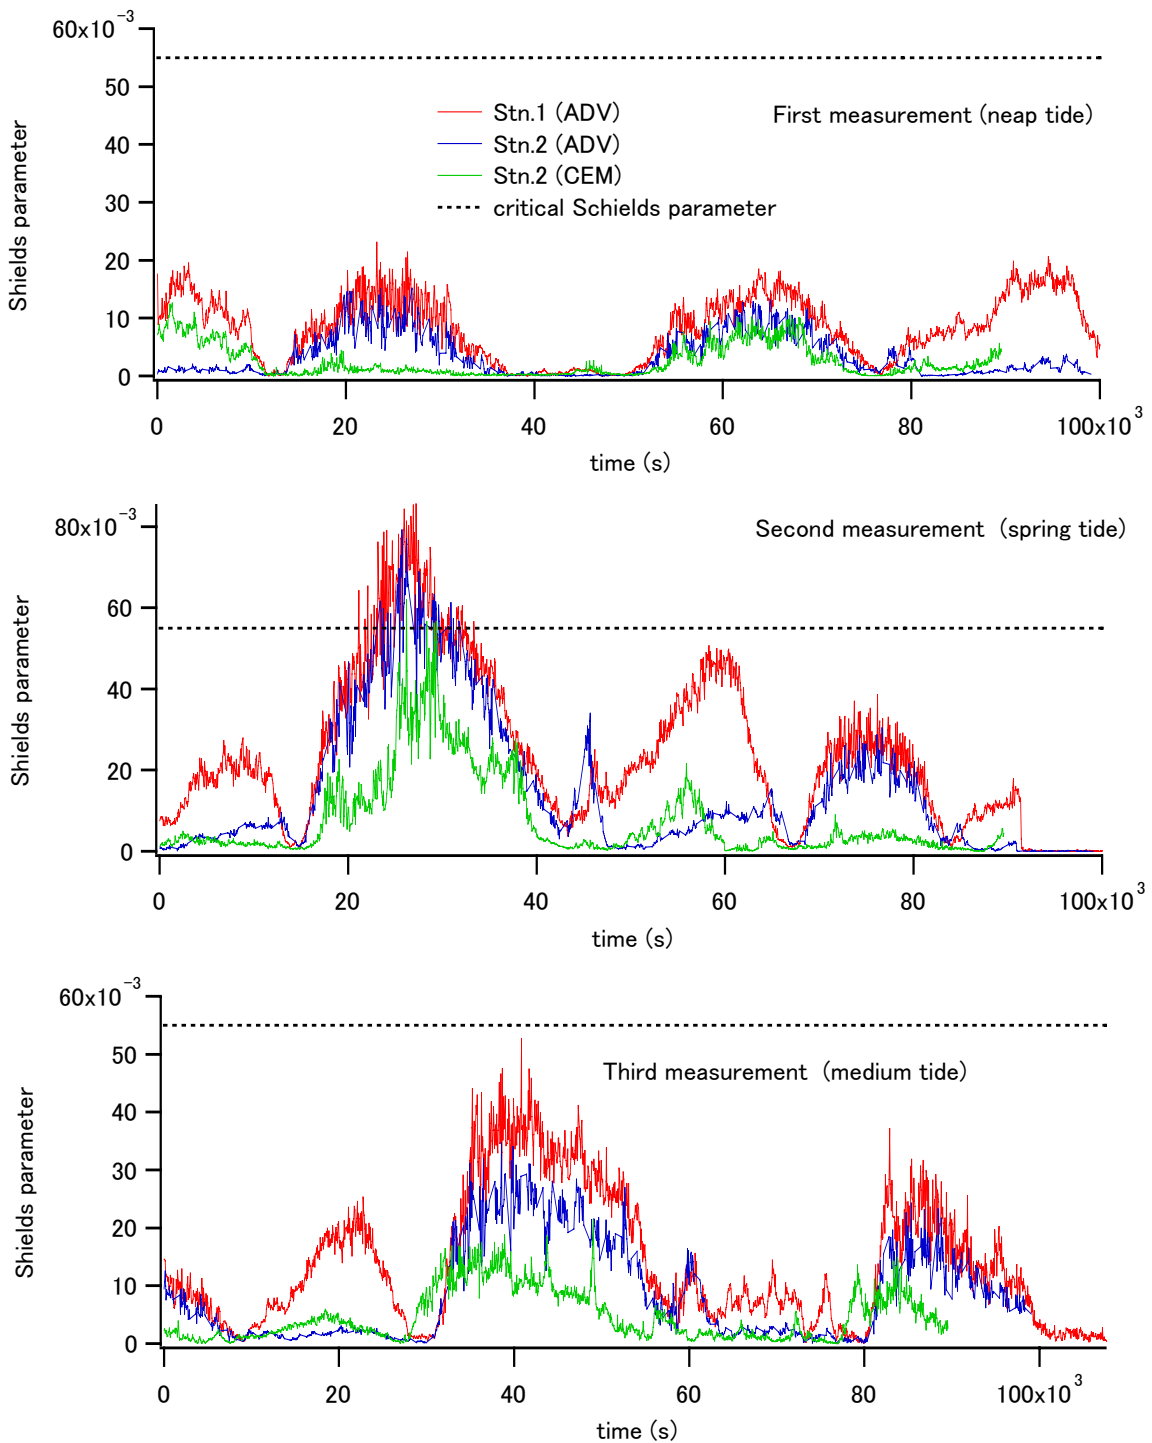 60x10⁻³
50
40
30
20
10
0
Shields parameter
Stn.1 (ADV)
Stn.2 (ADV)
Stn.2 (CEM)
critical Schields parameter
First measurement (neap tide)
0 20 40 60 80 100x10³
time (s)
80x10⁻³
60
40
20
0
Shields parameter
Second measurement (spring tide)
0 20 40 60 80 100x10³
time (s)
60x10⁻³
50
40
30
20
10
0
Shields parameter
Third measurement (medium tide)
0 20 40 60 80 100x10³
time (s)